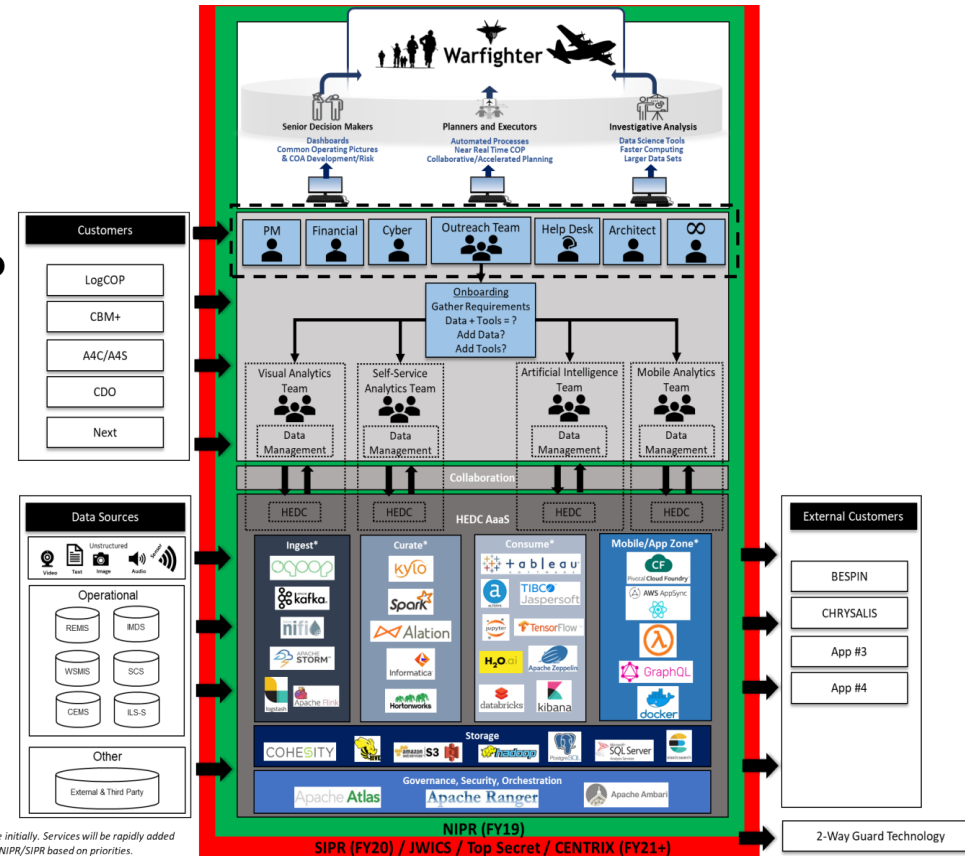 Warfighter
Senior Decision Makers
Dashboards
Common Operating Pictures
& COA Development/Risk
Planners and Executors
Automated Processes
Near Real Time COP
Collaborative/Accelerated Planning
Investigative Analysis
Data Science Tools
Faster Computing
Larger Data Sets
Customers
LogCOP
CBM+
A4C/A4S
CDO
Next
PM
Financial
Cyber
Outreach Team
Help Desk
Architect
∞
Onboarding
Gather Requirements
Data + Tools = ?
Add Data?
Add Tools?
Visual Analytics
Team
Data
Management
Self-Service
Analytics Team
Data
Management
Artificial Intelligence
Team
Data
Management
Mobile Analytics
Team
Data
Management
Collaboration
HEDC
HEDC
HEDC
HEDC
HEDC AaaS
Data Sources
Unstructured
Video
Text
Image
Audio
Sensor
Operational
REMIS
IMDS
WSMIS
SCS
CEMS
ILS-S
Other
External & Third Party
Ingest*
sqoop
kafka
nifi
APACHE
STORM
logstash
Apache Flink
Curate*
kylo
Spark
Alation
Informatica
Hortonworks
Consume*
+ableau
SOFTWARE
TIBCO
Jaspersoft
jupyter
TensorFlow
H2O.ai
Apache Zeppelin
databricks
kibana
Mobile/App Zone*
CF
Pivotal Cloud Foundry
AWS AppSync
GraphQL
docker
Storage
COHESITY
HIVE
amazon
S3
hadoop
PostgreSQL
SQL Server
elasticsearch
Governance, Security, Orchestration
Apache Atlas
Apache Ranger
Apache Ambari
External Customers
BESPIN
CHRYSALIS
App #3
App #4
2-Way Guard Technology
NIPR (FY19)
SIPR (FY20) / JWICS / Top Secret / CENTRIX (FY21+)
e initially. Services will be rapidly added
NIPR/SIPR based on priorities.